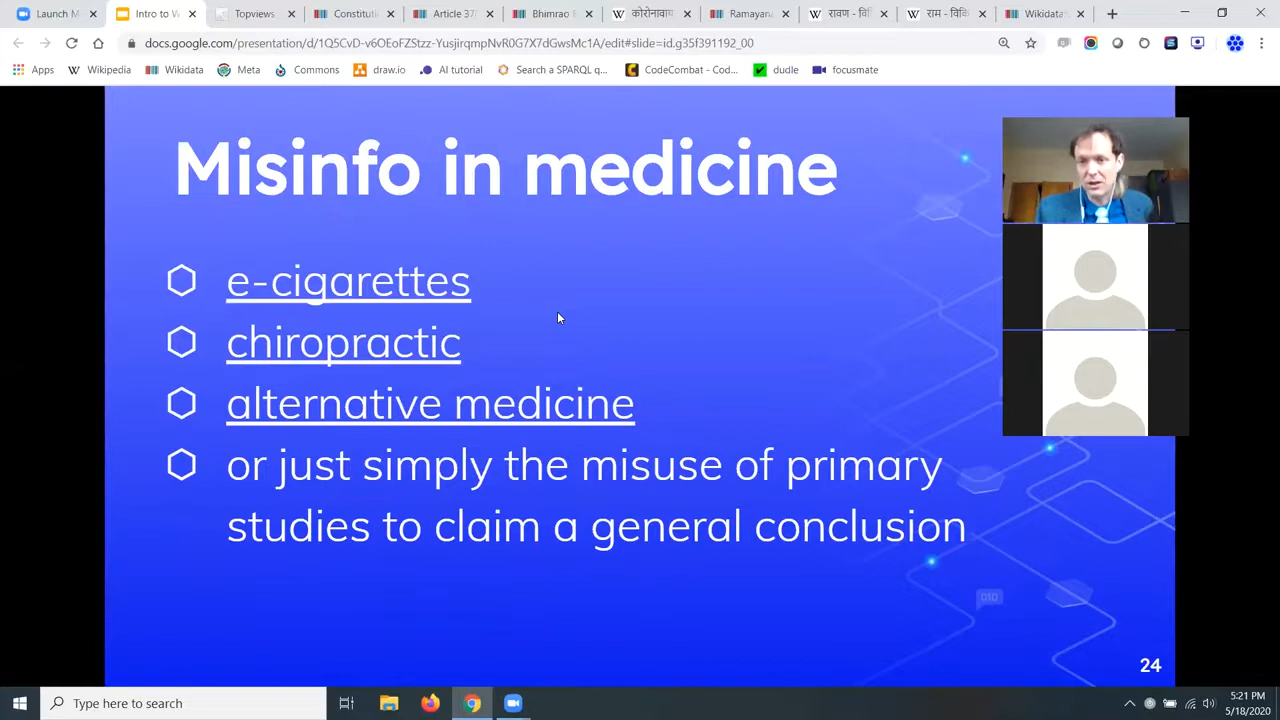 Launch M
Intro to W
Topviews
Constituti
Article 37
Bhimrao
कोरोनावाय
Ramayan
रावण - विि
राम - विकि
Wikidata:
docs.google.com/presentation/d/
edit#slide=id.g35f391192_00
Apps
Wikipedia
Wikidata
Meta
Commons
draw.io
AI tutorial
Search a SPARQL q...
CodeCombat - Cod...
dudle
focusmate
Misinfo in medicine
e-cigarettes
chiropractic
alternative medicine
or just simply the misuse of primary
studies to claim a general conclusion
010
24
Type here to search
5:21 PM
5/18/2020